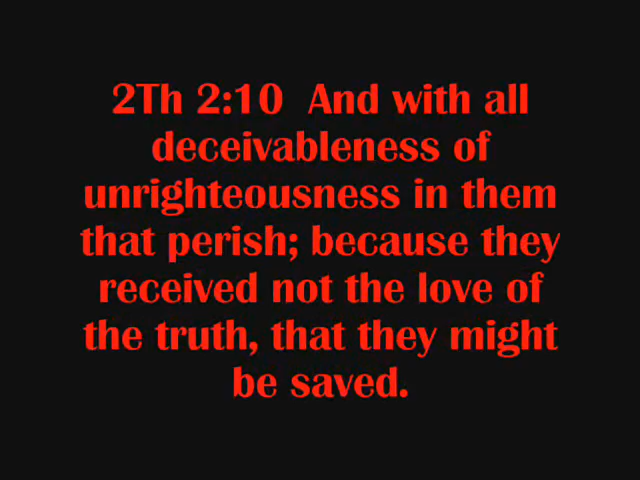 2Th 2:10  And with all
deceivableness of
unrighteousness in them
that perish; because they
received not the love of
the truth, that they might
be saved.